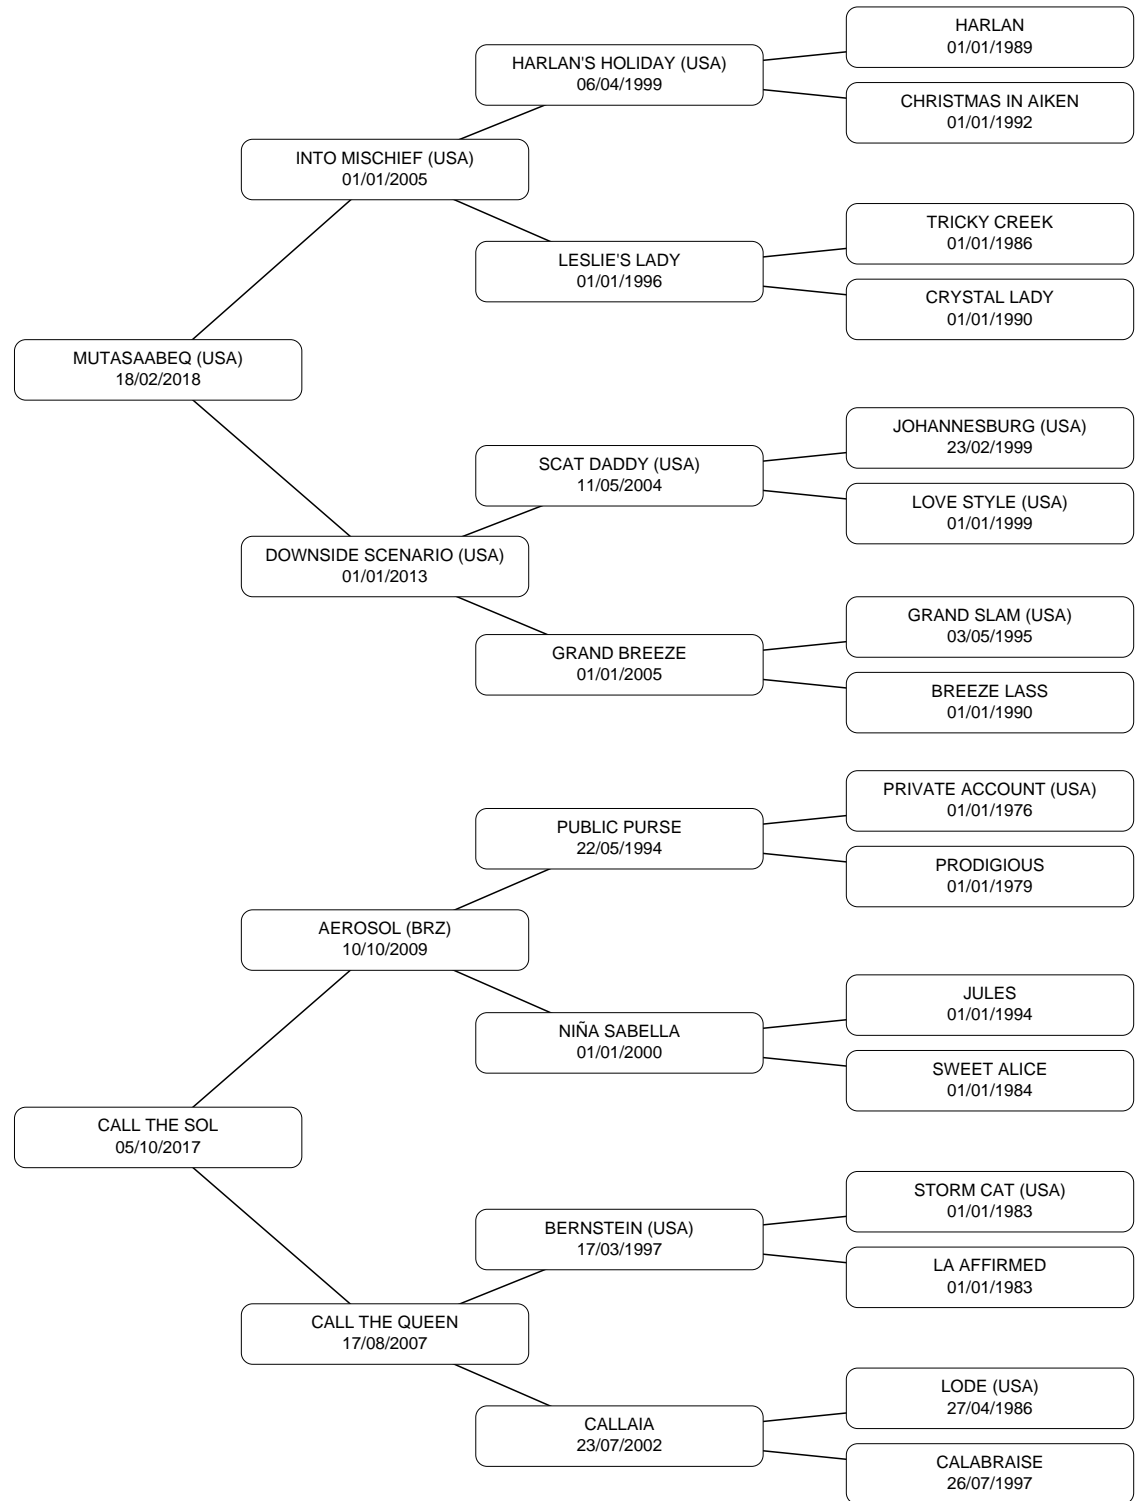 HARLAN
01/01/1989
HARLAN'S HOLIDAY (USA)
06/04/1999
CHRISTMAS IN AIKEN
01/01/1992
INTO MISCHIEF (USA)
01/01/2005
TRICKY CREEK
01/01/1986
LESLIE'S LADY
01/01/1996
CRYSTAL LADY
01/01/1990
MUTASAABEQ (USA)
18/02/2018
JOHANNESBURG (USA)
23/02/1999
SCAT DADDY (USA)
11/05/2004
LOVE STYLE (USA)
01/01/1999
DOWNSIDE SCENARIO (USA)
01/01/2013
GRAND SLAM (USA)
03/05/1995
GRAND BREEZE
01/01/2005
BREEZE LASS
01/01/1990
PRIVATE ACCOUNT (USA)
01/01/1976
PUBLIC PURSE
22/05/1994
PRODIGIOUS
01/01/1979
AEROSOL (BRZ)
10/10/2009
JULES
01/01/1994
NIÑA SABELLA
01/01/2000
SWEET ALICE
01/01/1984
CALL THE SOL
05/10/2017
STORM CAT (USA)
01/01/1983
BERNSTEIN (USA)
17/03/1997
LA AFFIRMED
01/01/1983
CALL THE QUEEN
17/08/2007
LODE (USA)
27/04/1986
CALLAIA
23/07/2002
CALABRAISE
26/07/1997